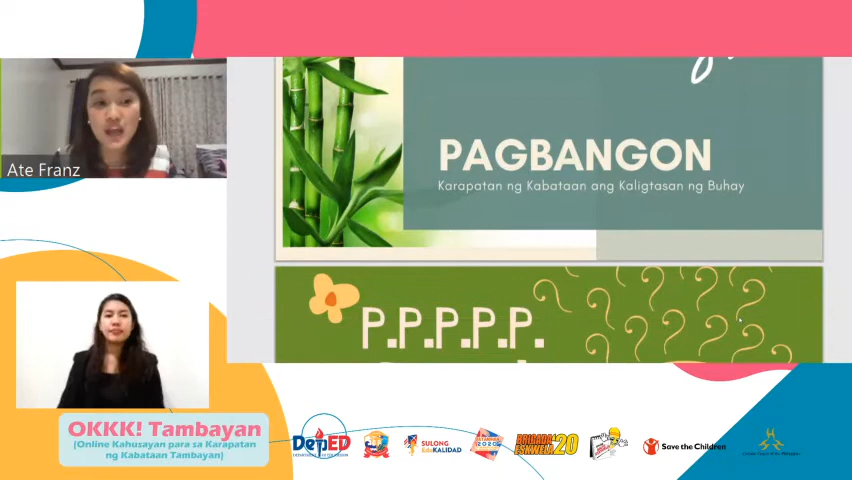 Ate Franz
PAGBANGON
Karapatan ng Kabataan ang Kaligtasan ng Buhay
P.P.P.P.P.
OKKK! Tambayan
(Online Kahusayan para sa Karapatan
ng Kabataan Tambayan)
DepED
SULONG
EduKALIDAD
BRIGADA
ESKWELA '20
Save the Children